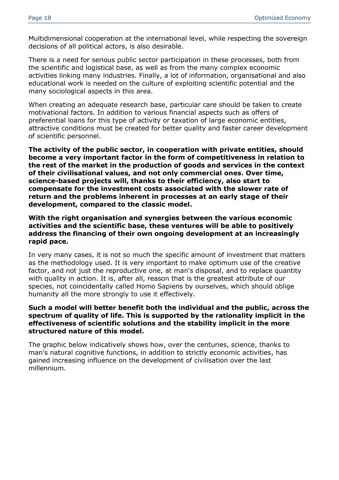 Page 18 Optimized Economy
Multidimensional cooperation at the international level, while respecting the sovereign
decisions of all political actors, is also desirable.
There is a need for serious public sector participation in these processes, both from
the scientific and logistical base, as well as from the many complex economic
activities linking many industries. Finally, a lot of information, organisational and also
educational work is needed on the culture of exploiting scientific potential and the
many sociological aspects in this area.
When creating an adequate research base, particular care should be taken to create
motivational factors. In addition to various financial aspects such as offers of
preferential loans for this type of activity or taxation of large economic entities,
attractive conditions must be created for better quality and faster career development
of scientific personnel.
The activity of the public sector, in cooperation with private entities, should
become a very important factor in the form of competitiveness in relation to
the rest of the market in the production of goods and services in the context
of their civilisational values, and not only commercial ones. Over time,
science-based projects will, thanks to their efficiency, also start to
compensate for the investment costs associated with the slower rate of
return and the problems inherent in processes at an early stage of their
development, compared to the classic model.
With the right organisation and synergies between the various economic
activities and the scientific base, these ventures will be able to positively
address the financing of their own ongoing development at an increasingly
rapid pace.
In very many cases, it is not so much the specific amount of investment that matters
as the methodology used. It is very important to make optimum use of the creative
factor, and not just the reproductive one, at man's disposal, and to replace quantity
with quality in action. It is, after all, reason that is the greatest attribute of our
species, not coincidentally called Homo Sapiens by ourselves, which should oblige
humanity all the more strongly to use it effectively.
Such a model will better benefit both the individual and the public, across the
spectrum of quality of life. This is supported by the rationality implicit in the
effectiveness of scientific solutions and the stability implicit in the more
structured nature of this model.
The graphic below indicatively shows how, over the centuries, science, thanks to
man's natural cognitive functions, in addition to strictly economic activities, has
gained increasing influence on the development of civilisation over the last
millennium.